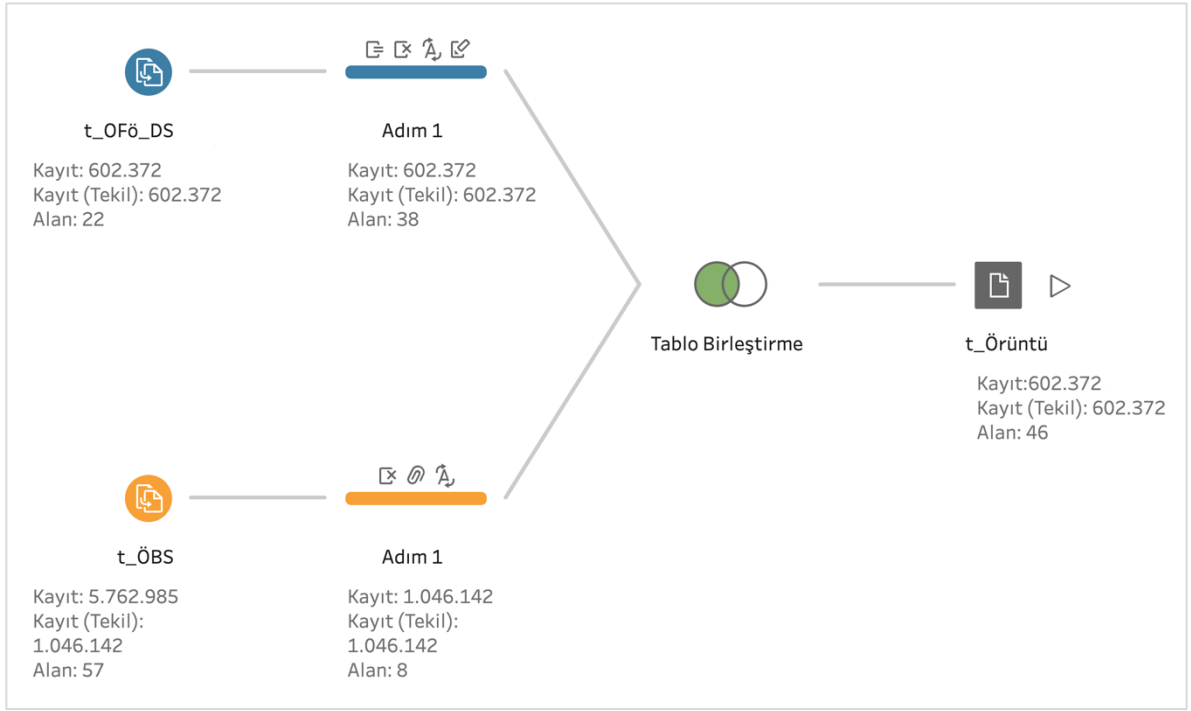 t_OFö_DS
Kayıt: 602.372
Kayıt (Tekil): 602.372
Alan: 22
Adım 1
Kayıt: 602.372
Kayıt (Tekil): 602.372
Alan: 38
Tablo Birleştirme
t_Örüntü
Kayıt:602.372
Kayıt (Tekil): 602.372
Alan: 46
t_ÖBS
Kayıt: 5.762.985
Kayıt (Tekil):
1.046.142
Alan: 57
Adım 1
Kayıt: 1.046.142
Kayıt (Tekil):
1.046.142
Alan: 8